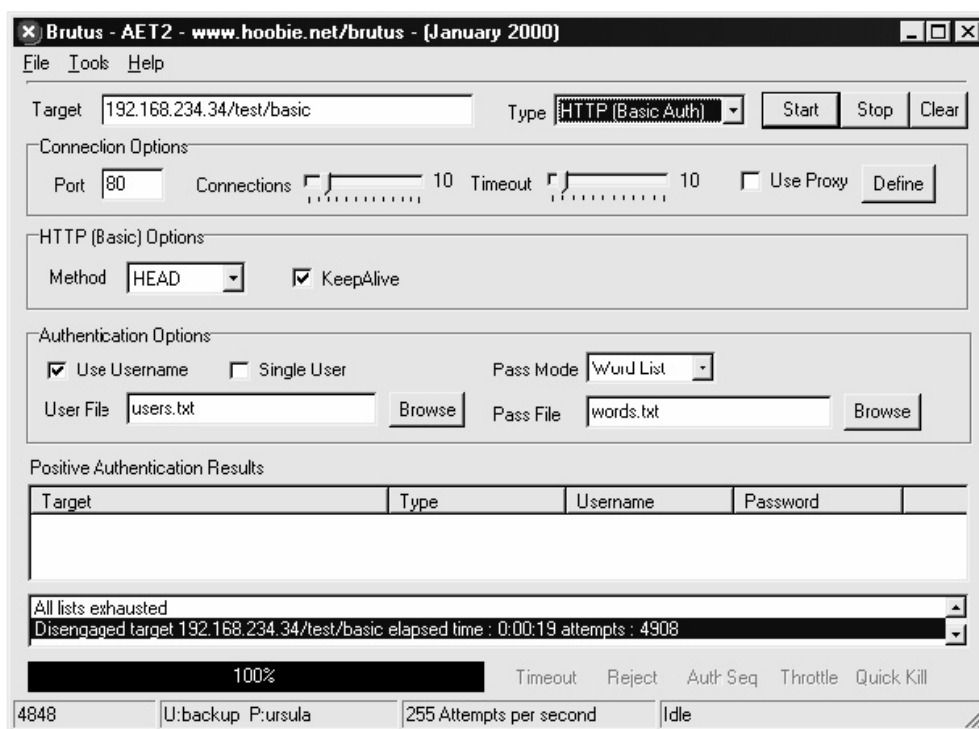 Brutus - AET2 - www.hoobie.net/brutus - (January 2000)
File Tools Help
Target 192.168.234.34/test/basic Type HTTP (Basic Auth) Start Stop Clear
Connection Options
Port 80 Connections 10 Timeout 10 Use Proxy Define
HTTP (Basic) Options
Method HEAD KeepAlive
Authentication Options
Use Username Single User Pass Mode Word List
User File users.txt Browse Pass File words.txt Browse
Positive Authentication Results
Target Type Username Password
All lists exhausted
Disengaged target 192.168.234.34/test/basic elapsed time : 0:00:19 attempts : 4908
100% Timeout Reject Auth Seq Throttle Quick Kill
4848 U:backup P:ursula 255 Attempts per second Idle